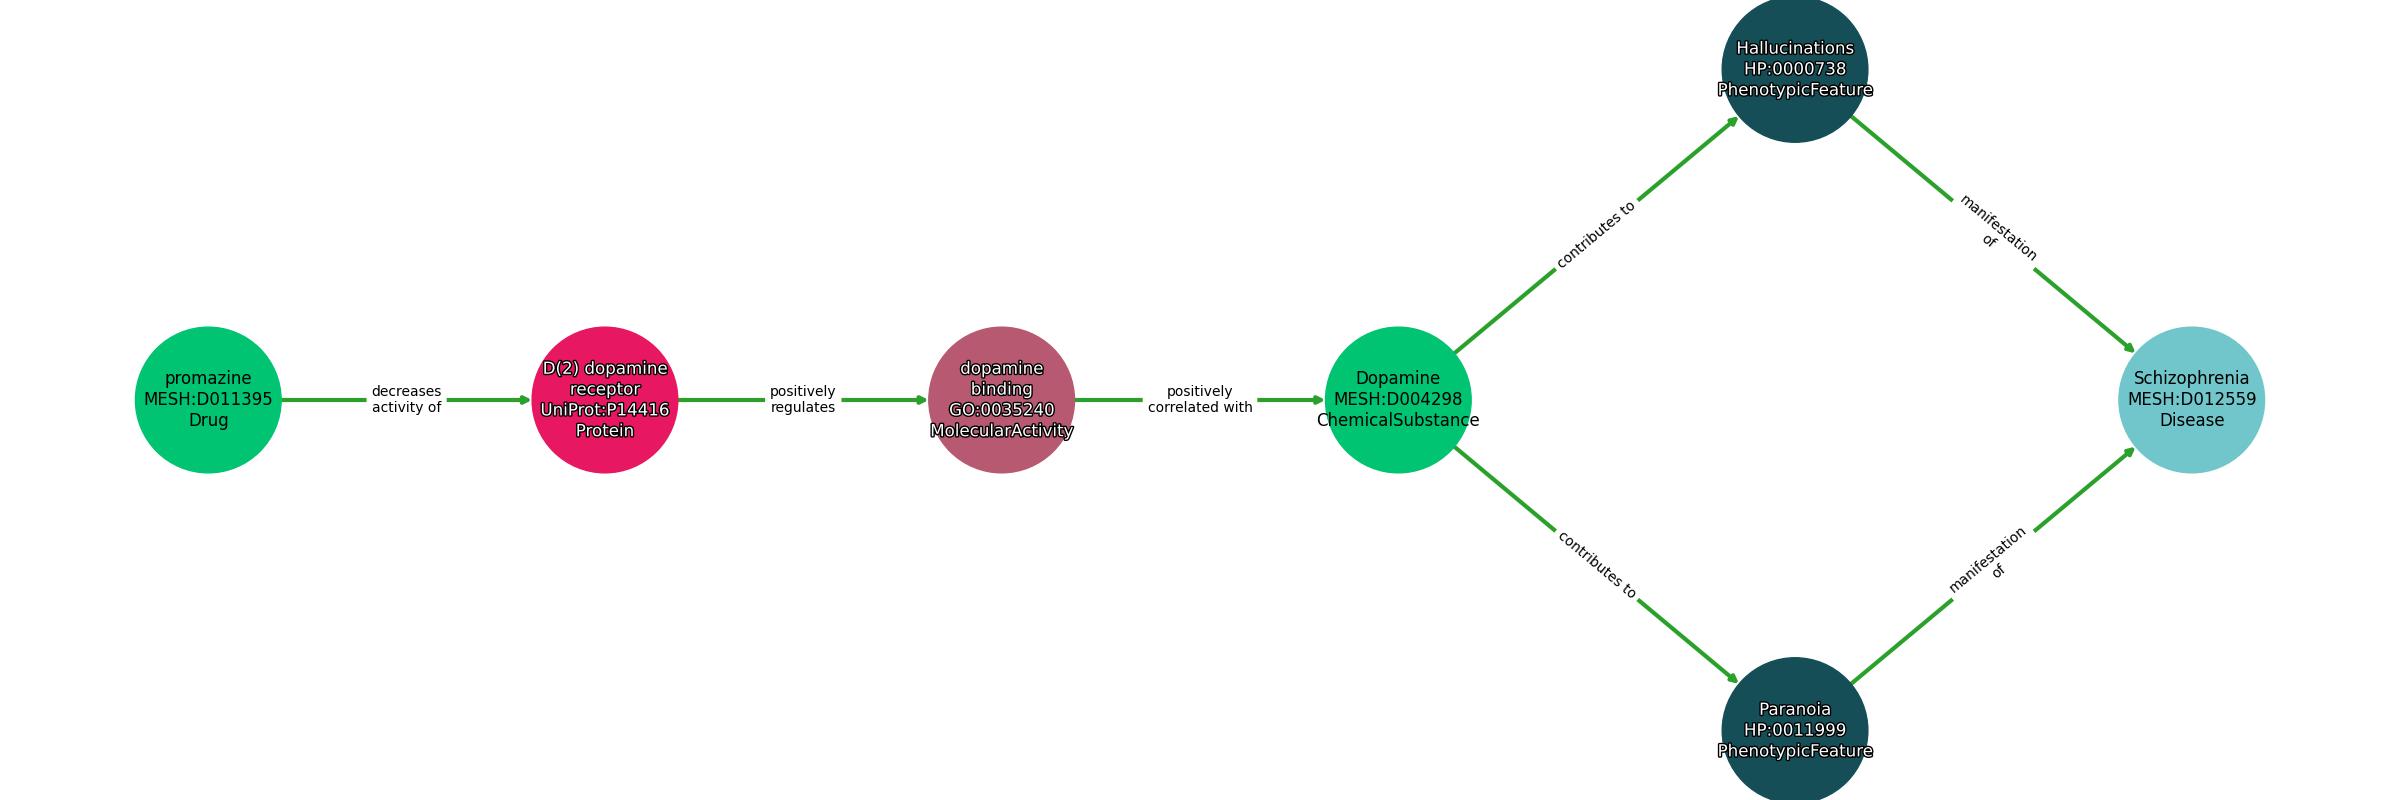 promazine
MESH:D011395
Drug
decreases
activity of
D(2) dopamine
receptor
UniProt:P14416
Protein
positively
regulates
dopamine
binding
GO:0035240
MolecularActivity
positively
correlated with
Dopamine
MESH:D004298
ChemicalSubstance
contributes to
Hallucinations
HP:0000738
PhenotypicFeature
manifestation
of
contributes to
Paranoia
HP:0011999
PhenotypicFeature
manifestation
of
Schizophrenia
MESH:D012559
Disease